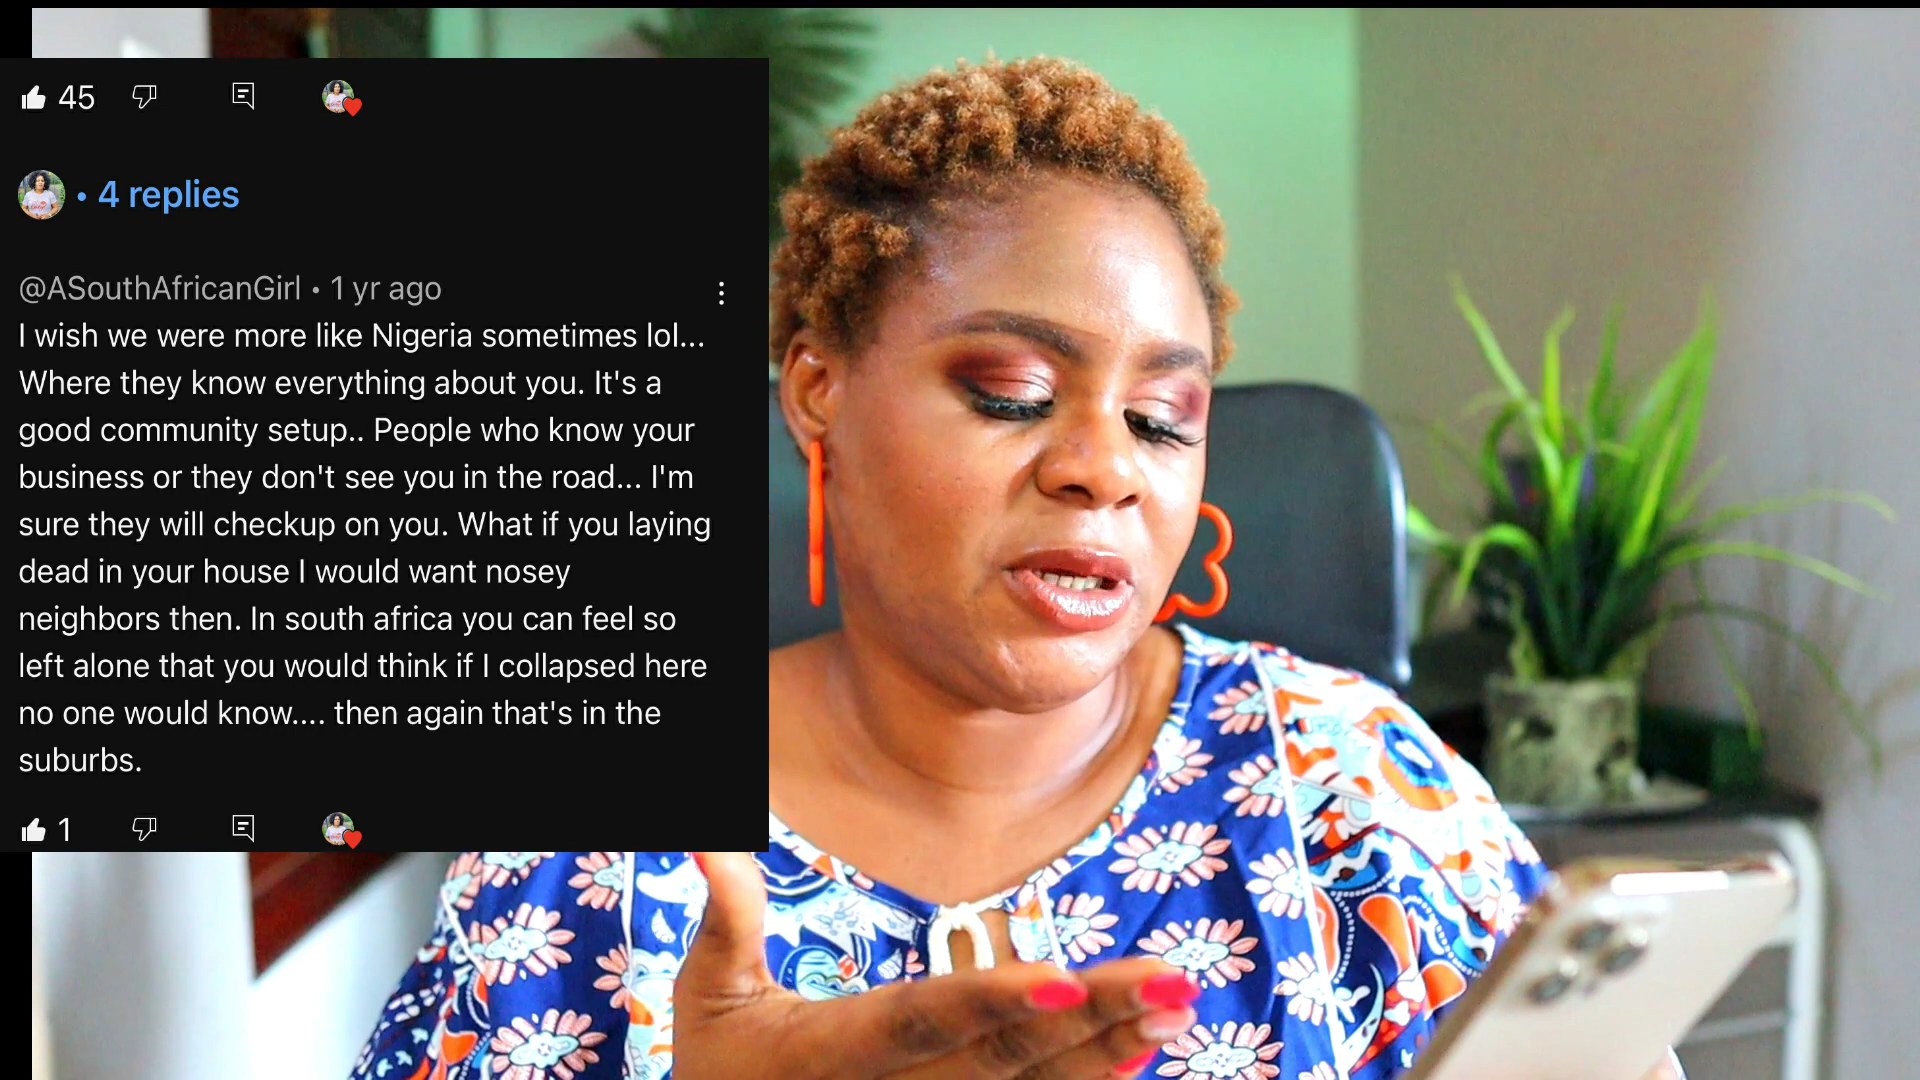 45
• 4 replies
@ASouthAfricanGirl • 1 yr ago
I wish we were more like Nigeria sometimes lol...
Where they know everything about you. It's a
good community setup.. People who know your
business or they don't see you in the road... I'm
sure they will checkup on you. What if you laying
dead in your house I would want nosey
neighbors then. In south africa you can feel so
left alone that you would think if I collapsed here
no one would know.... then again that's in the
suburbs.
1